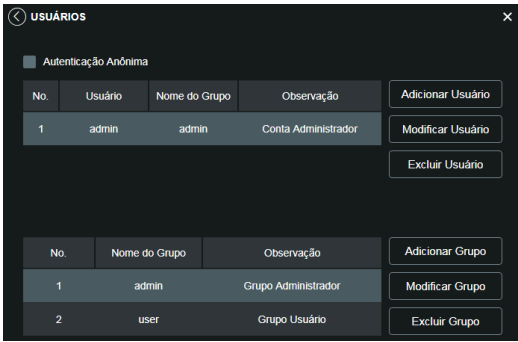 USUÁRIOS
Autenticação Anônima
No. Usuário Nome do Grupo Observação Adicionar Usuário
1 admin admin Conta Administrador Modificar Usuário
Excluir Usuário
No. Nome do Grupo Observação Adicionar Grupo
1 admin Grupo Administrador Modificar Grupo
2 user Grupo Usuário Excluir Grupo